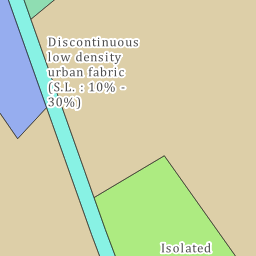 Discontinuous
low density
urban fabric
(S.L. : 10% -
30%)
Isolated